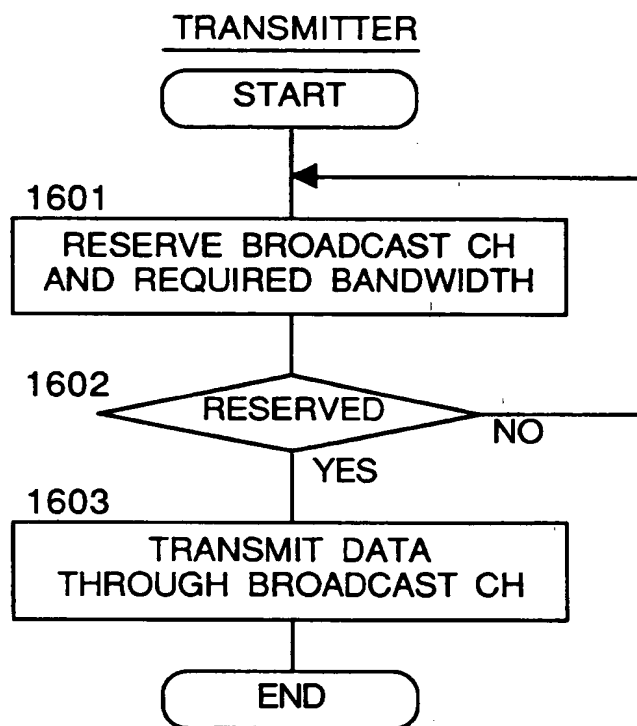 TRANSMITTER
START
1601
RESERVE BROADCAST CH
AND REQUIRED BANDWIDTH
1602
RESERVED
NO
YES
1603
TRANSMIT DATA
THROUGH BROADCAST CH
END